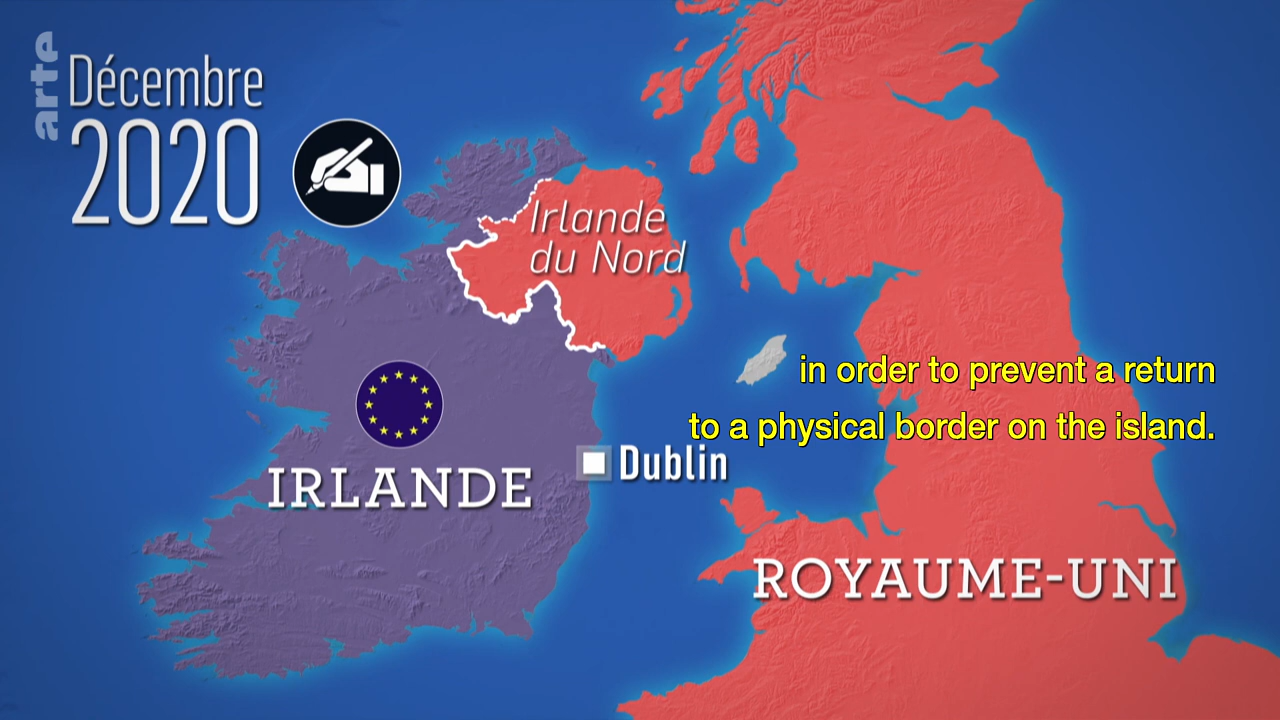 arte
Décembre
2020
Irlande
du Nord
in order to prevent a return
to a physical border on the island.
Dublin
IRLANDE
ROYAUME-UNI